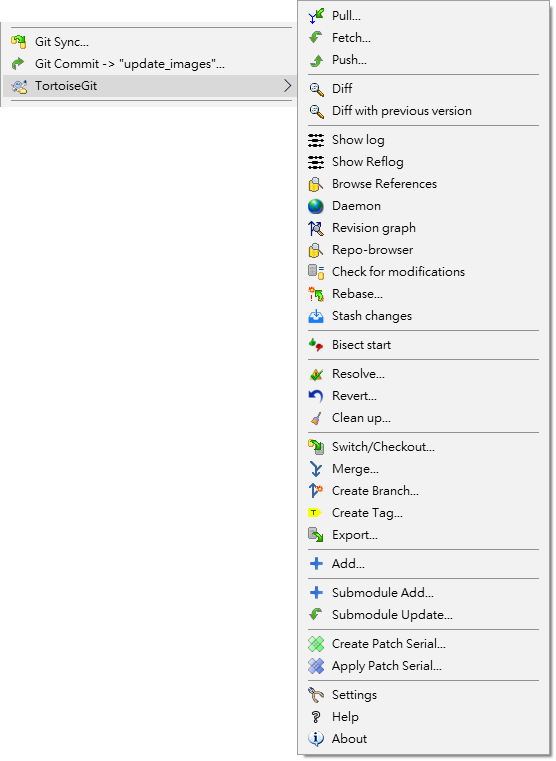 Git Sync...
Git Commit -> "update_images"...
TortoiseGit
Pull...
Fetch...
Push...
Diff
Diff with previous version
Show log
Show Reflog
Browse References
Daemon
Revision graph
Repo-browser
Check for modifications
Rebase...
Stash changes
Bisect start
Resolve...
Revert...
Clean up...
Switch/Checkout...
Merge...
Create Branch...
Create Tag...
Export...
Add...
Submodule Add...
Submodule Update...
Create Patch Serial...
Apply Patch Serial...
Settings
Help
About